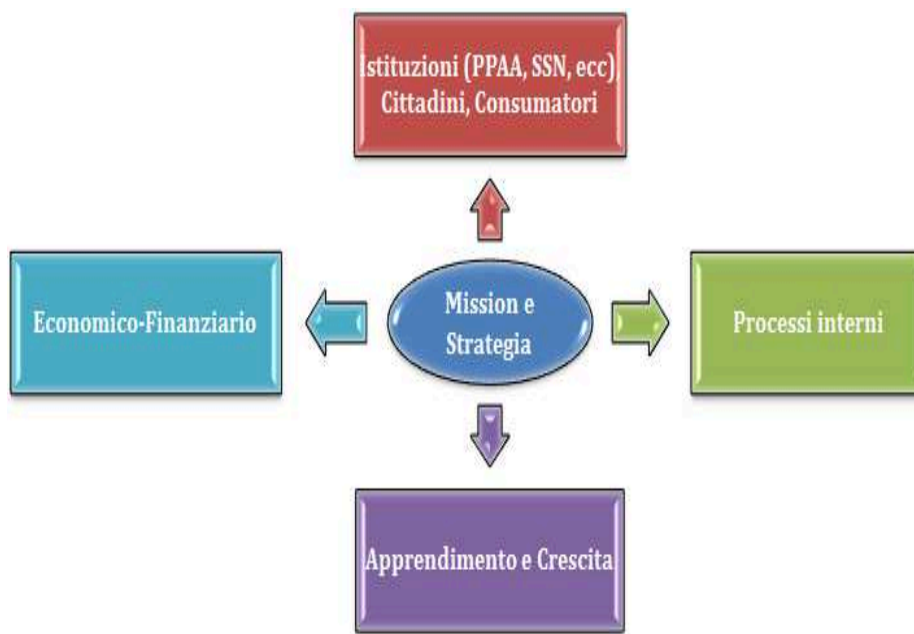 Istituzioni (PPAA, SSN, ecc),
Cittadini, Consumatori
Economico-Finanziario
Mission e
Strategia
Processi interni
Apprendimento e Crescita